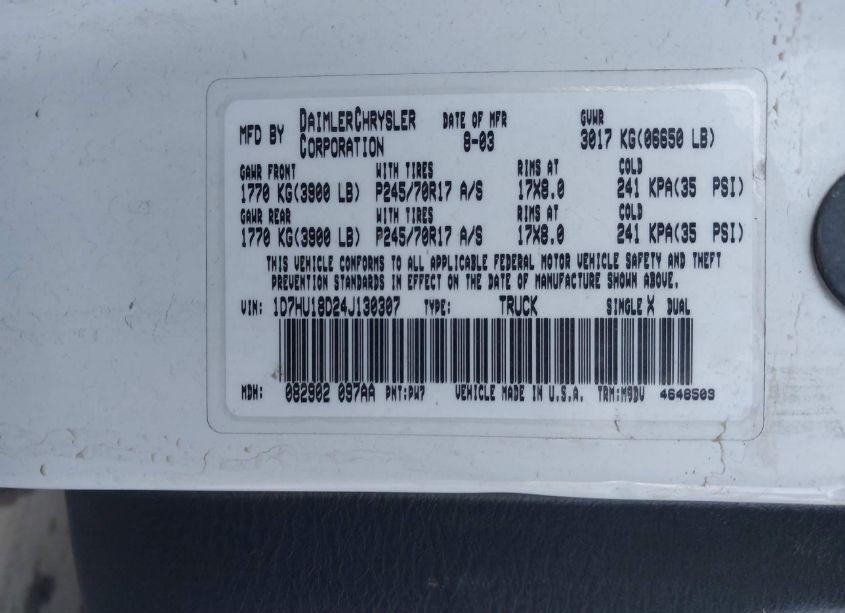 MFD BY DAIMLERCHRYSLER CORPORATION DATE OF MFR 8-03 GVWR 3017 KG(06650 LB)
GAWR FRONT WITH TIRES RIMS AT COLD
1770 KG(3900 LB) P245/70R17 A/S 17X8.0 241 KPA(35 PSI)
GAWR REAR WITH TIRES RIMS AT COLD
1770 KG(3900 LB) P245/70R17 A/S 17X8.0 241 KPA(35 PSI)
THIS VEHICLE CONFORMS TO ALL APPLICABLE FEDERAL MOTOR VEHICLE SAFETY AND THEFT
PREVENTION STANDARDS IN EFFECT ON THE DATE OF MANUFACTURE SHOWN ABOVE.
VIN: 1D7HU18D24J130307 TYPE: TRUCK SINGLE X DUAL
MDH: 082902 097AA PNT:PW7 VEHICLE MADE IN U.S.A. TRM:M9DV 4648509